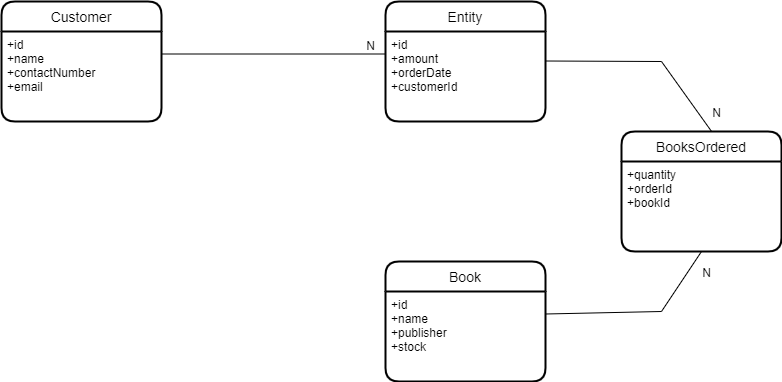 Customer
+id
+name
+contactNumber
+email
N
Entity
+id
+amount
+orderDate
+customerId
N
BooksOrdered
+quantity
+orderId
+bookId
N
Book
+id
+name
+publisher
+stock